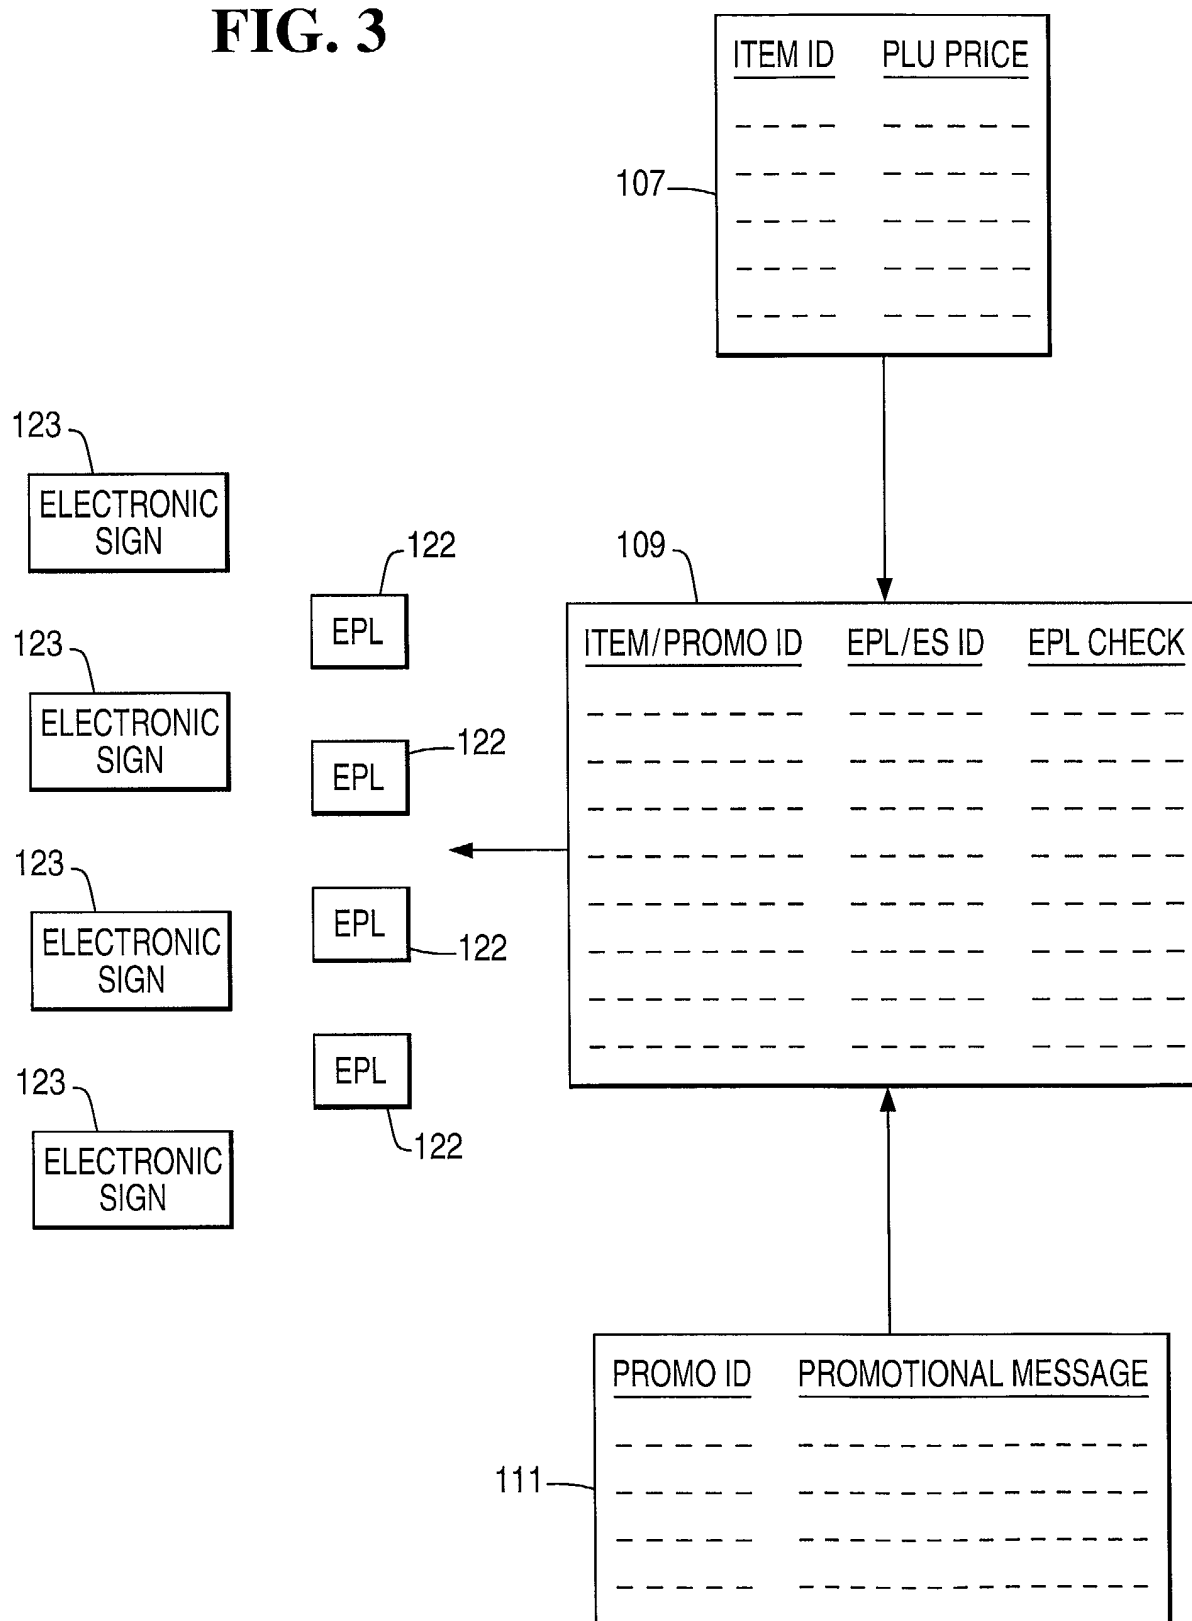 FIG. 3
ITEM ID PLU PRICE
107
123
ELECTRONIC
SIGN
122
EPL
109
ITEM/PROMO ID EPL/ES ID EPL CHECK
123
ELECTRONIC
SIGN
122
EPL
123
ELECTRONIC
SIGN
EPL
122
123
ELECTRONIC
SIGN
EPL
122
PROMO ID PROMOTIONAL MESSAGE
111